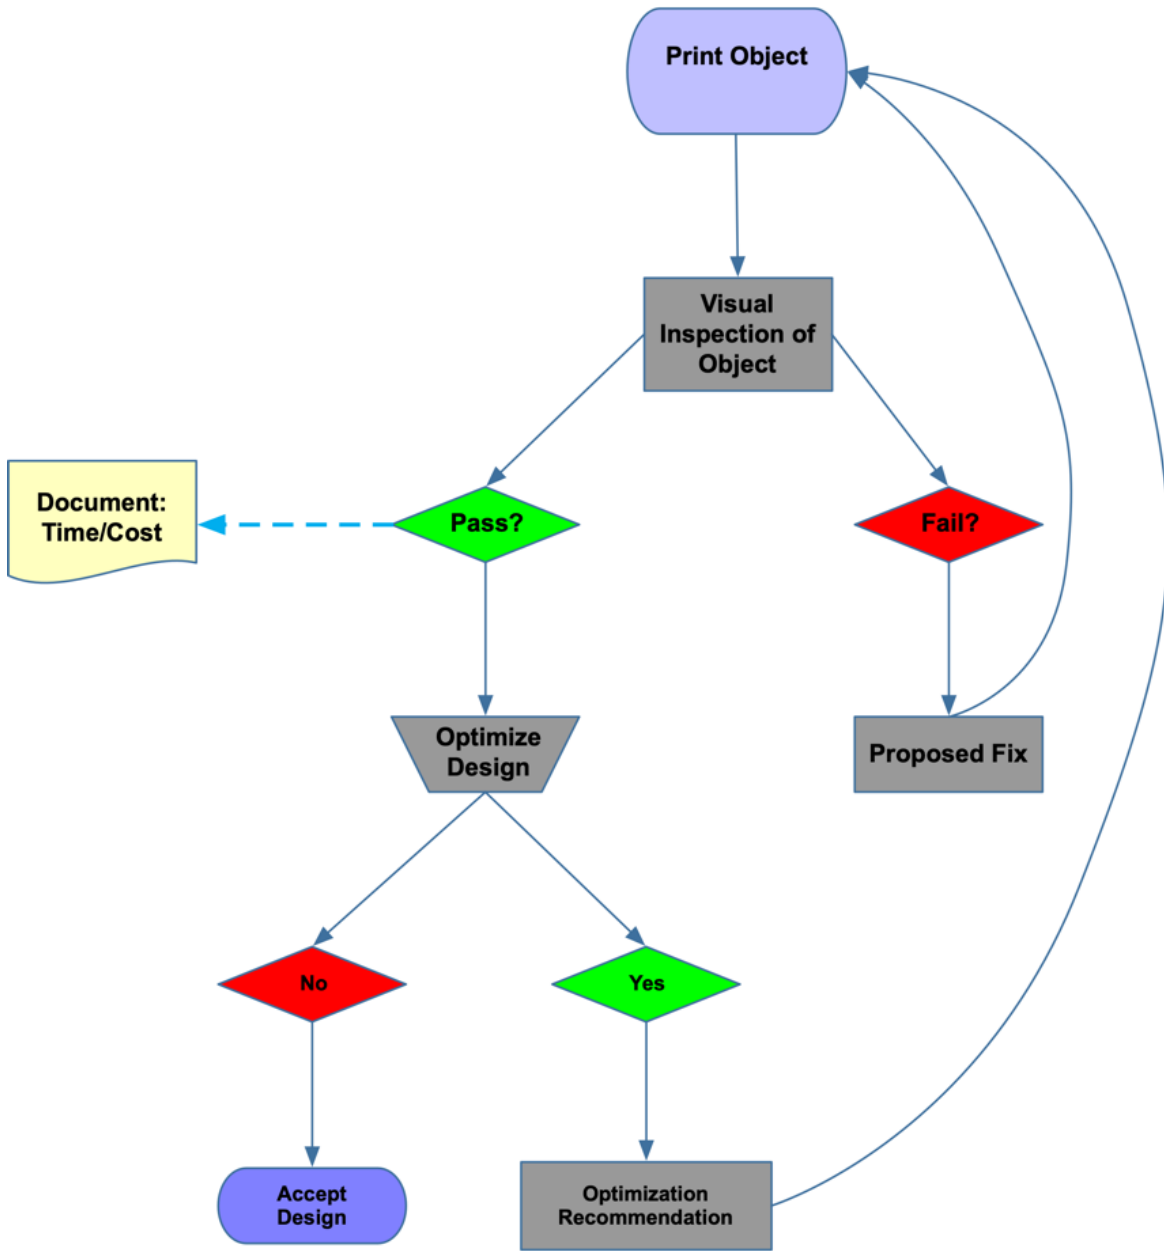 Print Object
Visual
Inspection of
Object
Document:
Time/Cost
Pass?
Fail?
Optimize
Design
Proposed Fix
No
Yes
Accept
Design
Optimization
Recommendation